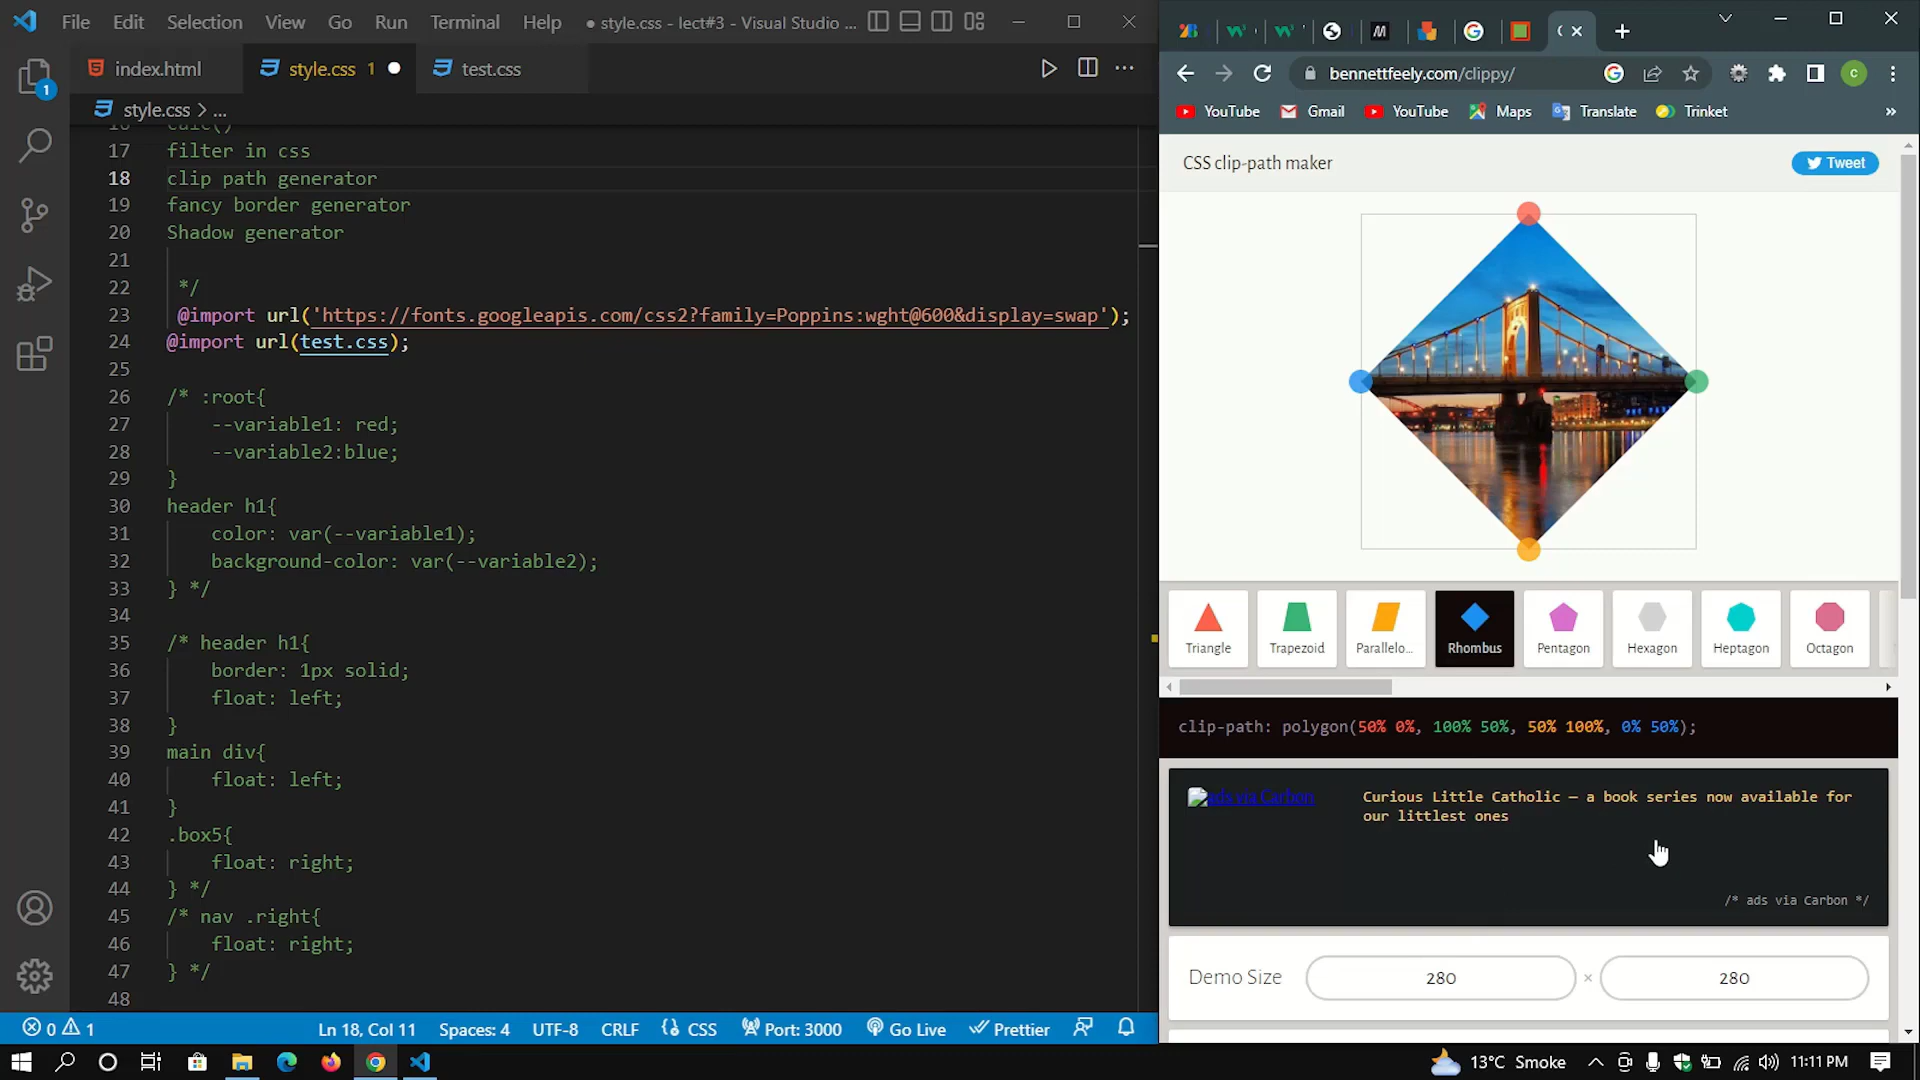 File Edit Selection View Go Run Terminal Help
● style.css - lect#3 - Visual Studio ...
index.html
style.css 1
test.css
style.css > ...
16 calc()
17 filter in css
18 clip path generator
19 fancy border generator
20 Shadow generator
21
22 */
23 @import url('https://fonts.googleapis.com/css2?family=Poppins:wght@600&display=swap');
24 @import url(test.css);
25
26 /* :root{
27 --variable1: red;
28 --variable2:blue;
29 }
30 header h1{
31 color: var(--variable1);
32 background-color: var(--variable2);
33 } */
34
35 /* header h1{
36 border: 1px solid;
37 float: left;
38 }
39 main div{
40 float: left;
41 }
42 .box5{
43 float: right;
44 } */
45 /* nav .right{
46 float: right;
47 } */
48
1
0 1 Ln 18, Col 11 Spaces: 4 UTF-8 CRLF CSS Port: 3000 Go Live Prettier
bennettfeely.com/clippy/
C
YouTube Gmail YouTube Maps Translate Trinket »
CSS clip-path maker
Tweet
Triangle Trapezoid Parallelo... Rhombus Pentagon Hexagon Heptagon Octagon
clip-path: polygon(50% 0%, 100% 50%, 50% 100%, 0% 50%);
ads via Carbon
Curious Little Catholic — a book series now available for
our littlest ones
/* ads via Carbon */
Demo Size 280 × 280
13°C Smoke 11:11 PM